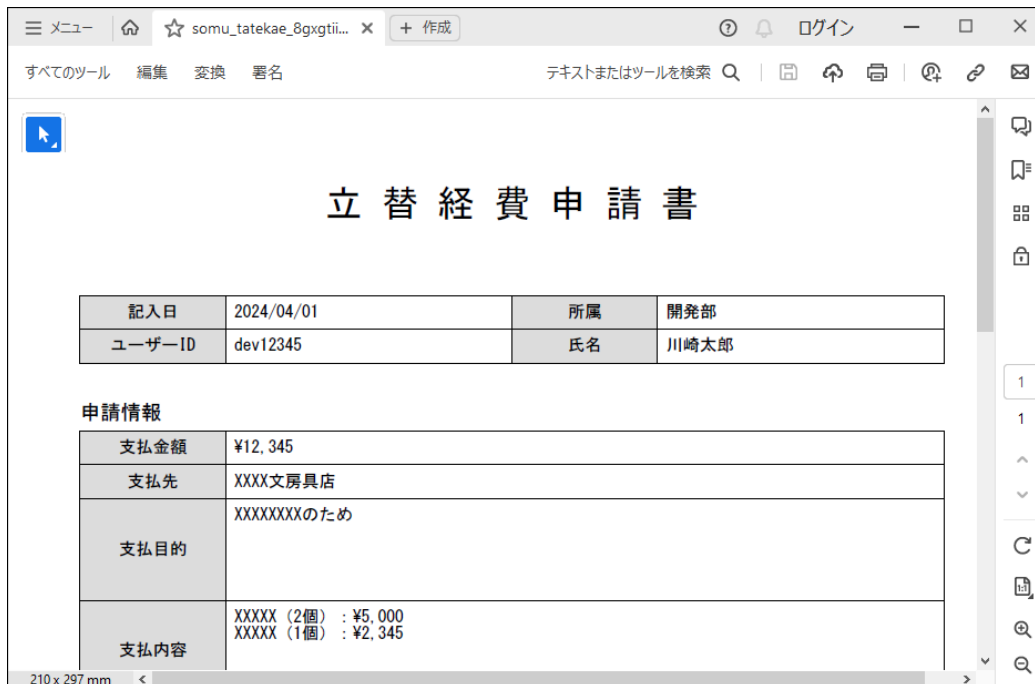 メニュー somu_tatekae_8gxgtii... + 作成 ログイン
すべてのツール 編集 変換 署名 テキストまたはツールを検索
立替経費申請書
記入日 2024/04/01 所属 開発部
ユーザーID dev12345 氏名 川崎太郎
申請情報
支払金額 ¥12,345
支払先 XXXX文房具店
支払目的 XXXXXXXXのため
支払内容 XXXXX（2個）：¥5,000
XXXXX（1個）：¥2,345
1
1
1:1
210 x 297 mm